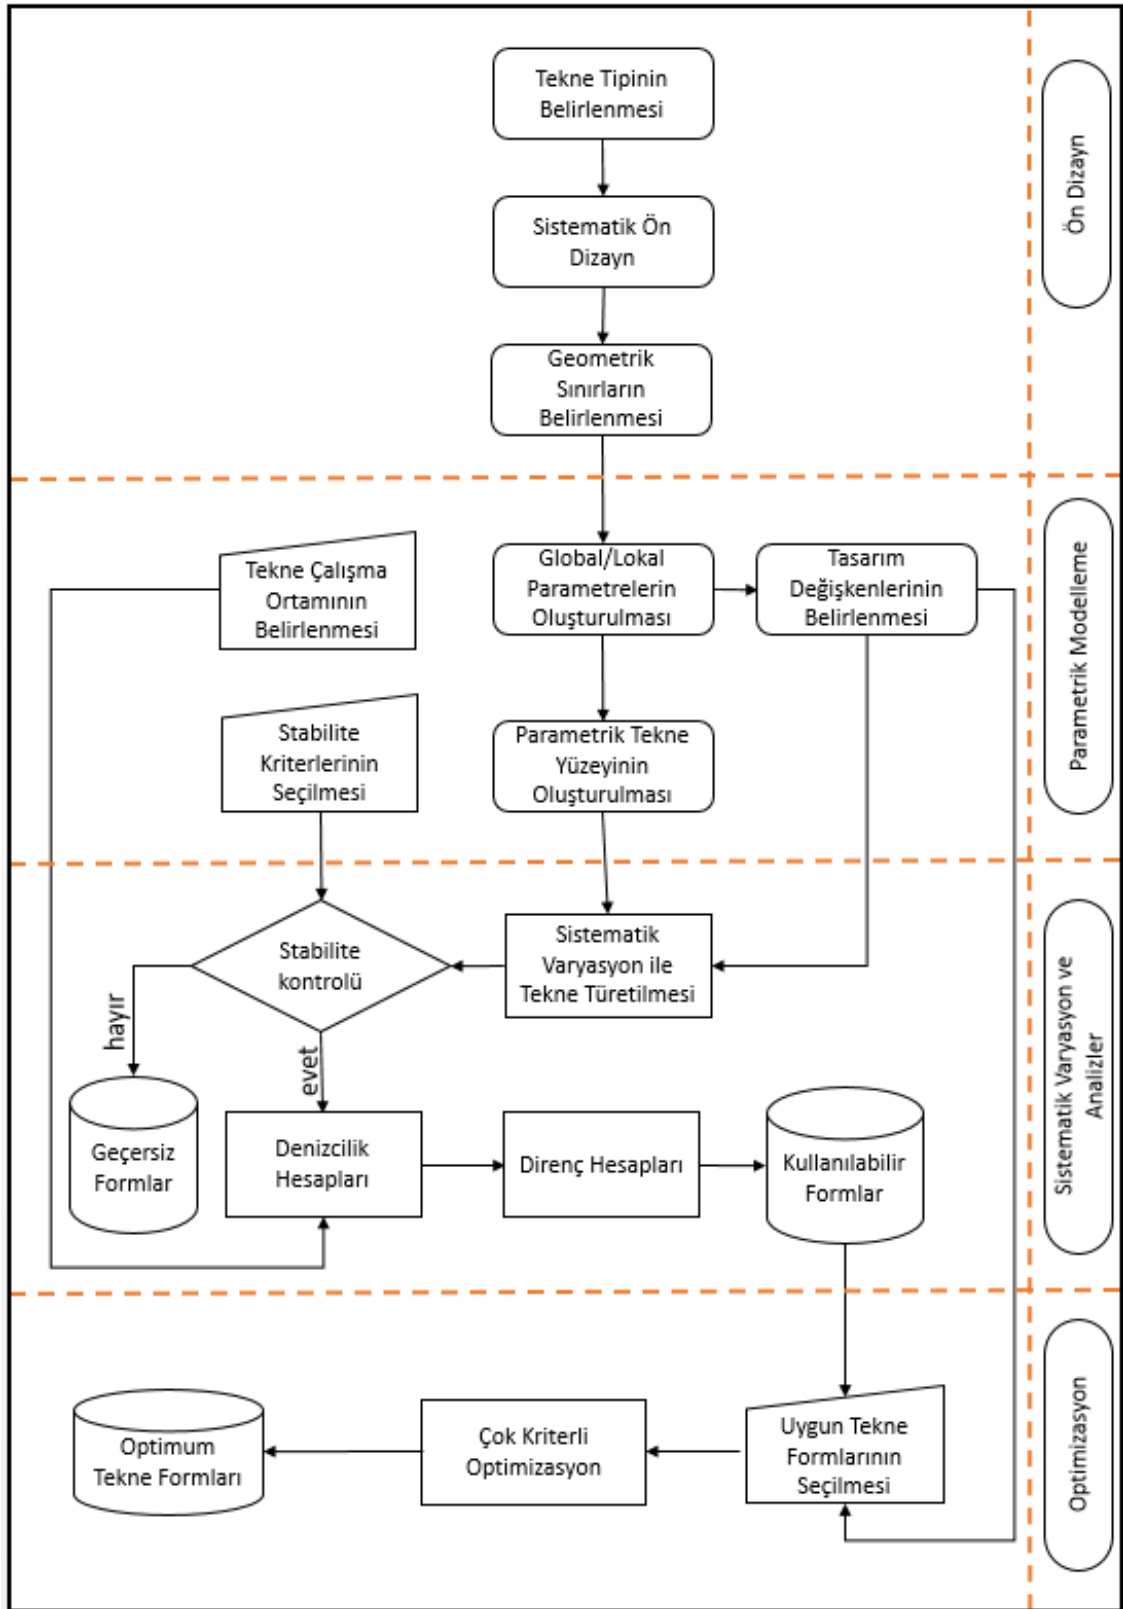 Tekne Tipinin
Belirlenmesi
Sistematik Ön
Dizayn
Geometrik
Sınırların
Belirlenmesi
Ön Dizayn
Tekne Çalışma
Ortamının
Belirlenmesi
Global/Lokal
Parametrelerin
Oluşturulması
Tasarım
Değişkenlerinin
Belirlenmesi
Stabilite
Kriterlerinin
Seçilmesi
Parametrik Tekne
Yüzeyinin
Oluşturulması
Parametrik Modelleme
Stabilite
kontrolü
Sistematik
Varyasyon ile
Tekne Türetilmesi
hayır
evet
Geçersiz
Formlar
Denizcilik
Hesapları
Direnç Hesapları
Kullanılabilir
Formlar
Sistematik Varyasyon ve
Analizler
Optimum
Tekne Formları
Çok Kriterli
Optimizasyon
Uygun Tekne
Formlarının
Seçilmesi
Optimizasyon